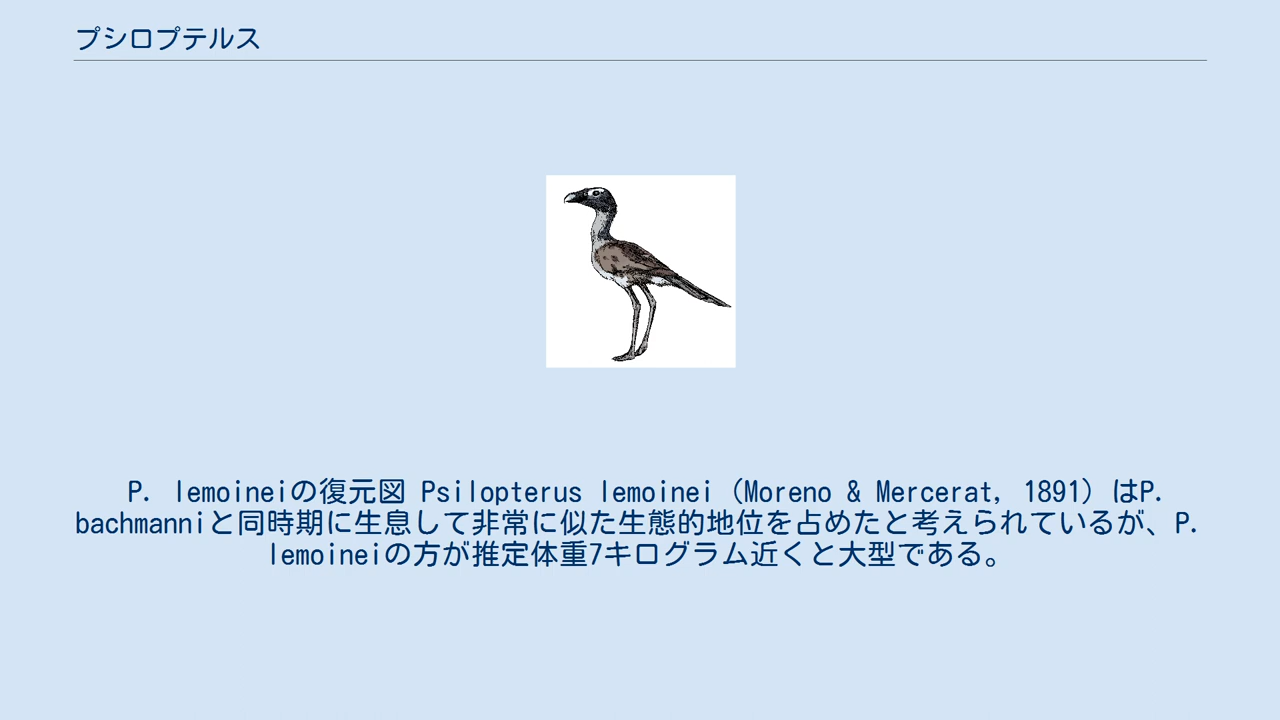 プシロプテルス
P. lemoineiの復元図 Psilopterus lemoinei (Moreno & Mercerat, 1891) はP.
bachmanniと同時期に生息して非常に似た生態的地位を占めたと考えられているが、P.
lemoineiの方が推定体重7キログラム近くと大型である。